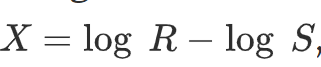 X = log R − log S,